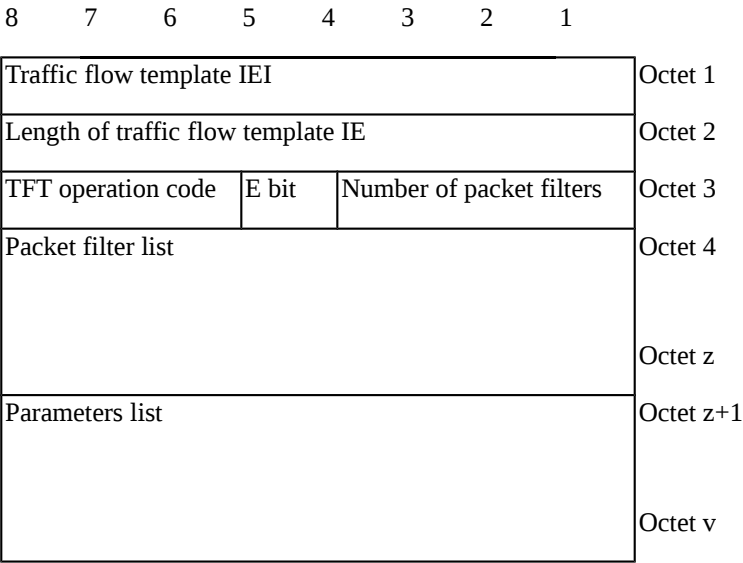 8 7 6 5 4 3 2 1
Traffic flow template IEI Octet 1
Length of traffic flow template IE Octet 2
TFT operation code E bit Number of packet filters Octet 3
Packet filter list Octet 4
Octet z
Parameters list Octet z+1
Octet v